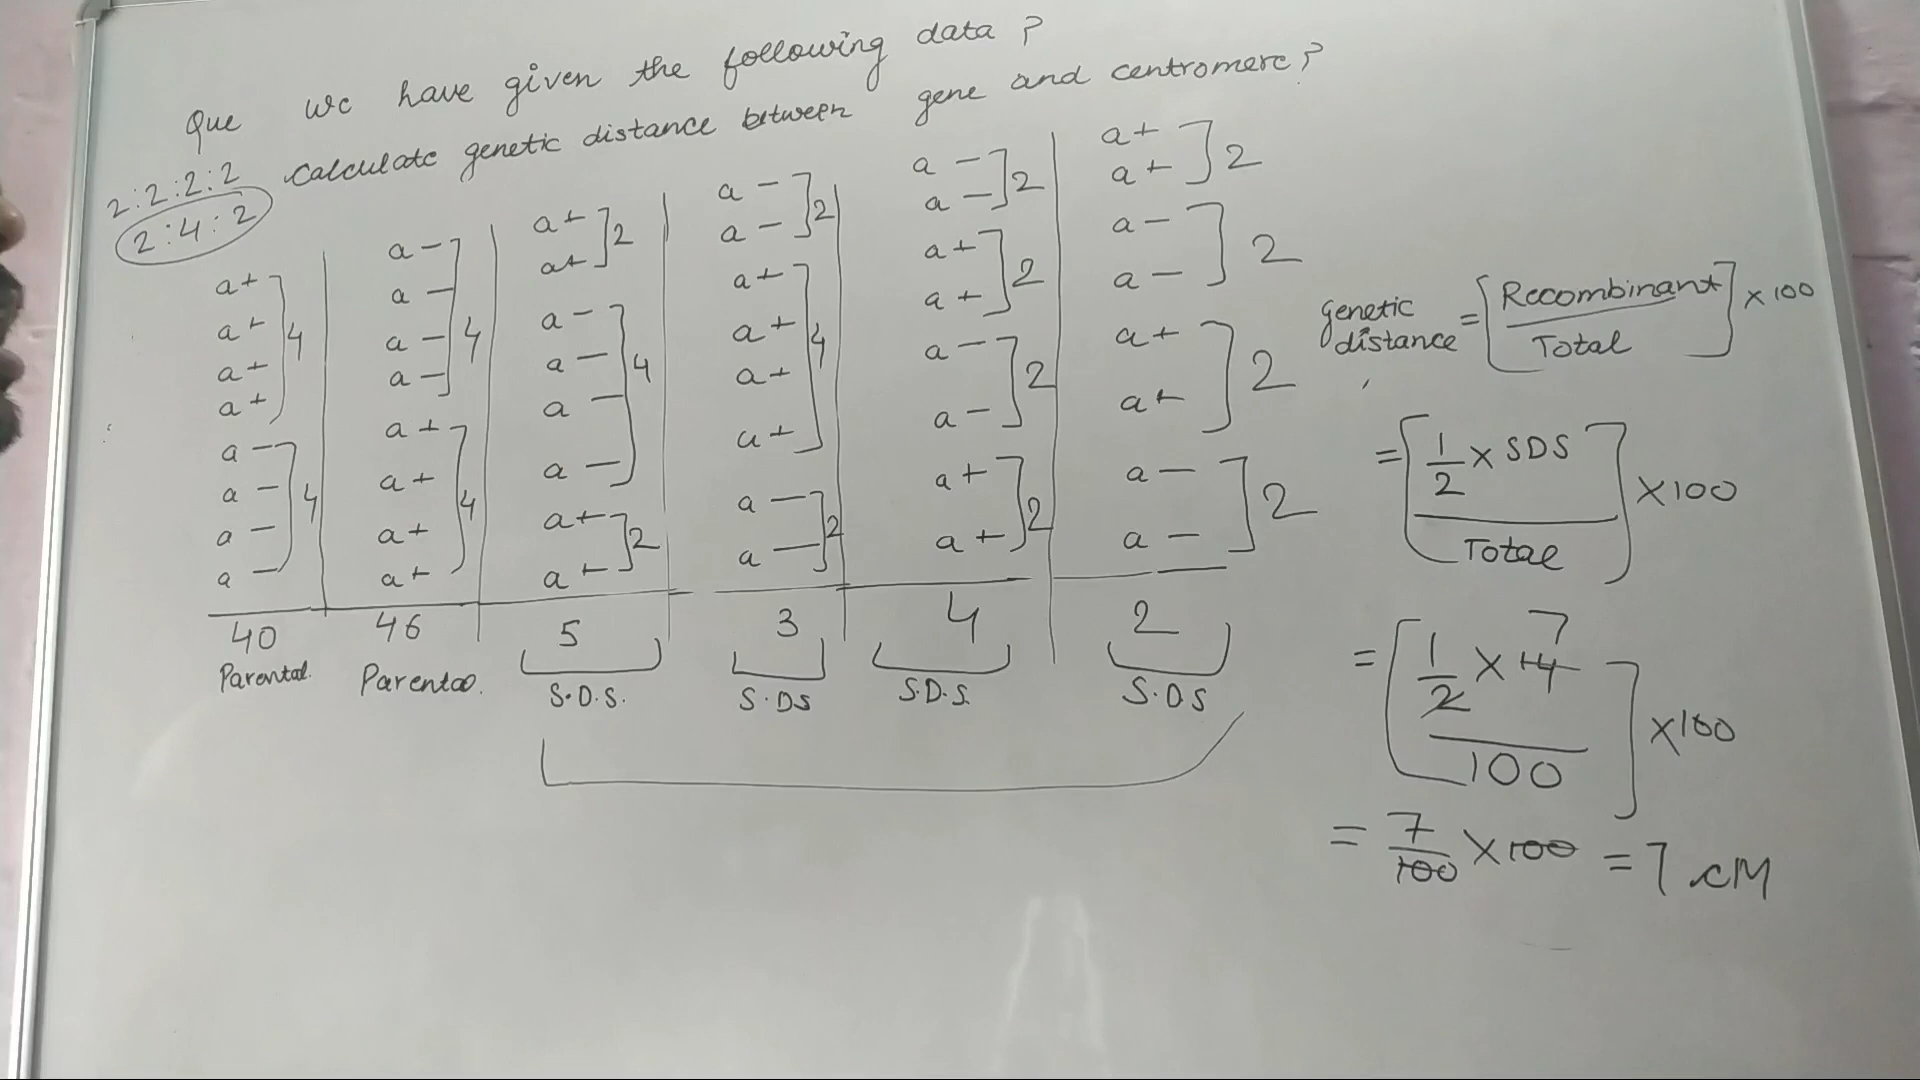 Que we have given the following data ?
Calculate genetic distance between gene and centromere ?
2:2:2:2
2:4:2
a+
a+
a+
a+
4
a-
a-
a-
a-
4
40
Parental.
a-
a-
a-
a-
4
a+
a+
a+
a+
4
46
Parental.
a+
a+
2
a-
a-
a-
a-
4
a+
a+
2
5
S.D.S.
a-
a-
2
a+
a+
a+
a+
4
a-
a-
2
3
S.DS
a-
a-
2
a+
a+
2
a-
a-
2
a+
a+
2
4
S.D.S.
a+
a+
2
a-
a-
2
a+
a+
2
a-
a-
2
2
S.D.S
genetic distance = [Recombinant / Total] × 100
= [1/2 × SDS / Total] ×100
= [1/2 × 14 7 / 100] ×100
= 7/100 ×100 = 7 cM